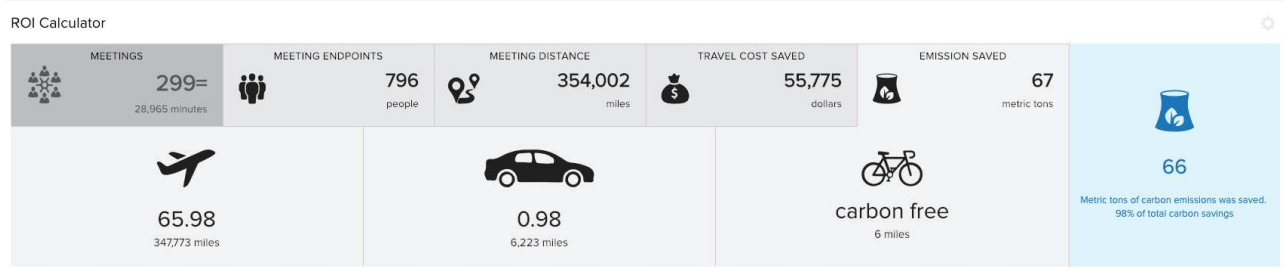 ROI Calculator
MEETINGS
299=
28,965 minutes
MEETING ENDPOINTS
796
people
MEETING DISTANCE
354,002
miles
TRAVEL COST SAVED
$
55,775
dollars
EMISSION SAVED
67
metric tons
65.98
347,773 miles
0.98
6,223 miles
carbon free
6 miles
66
Metric tons of carbon emissions was saved.
98% of total carbon savings